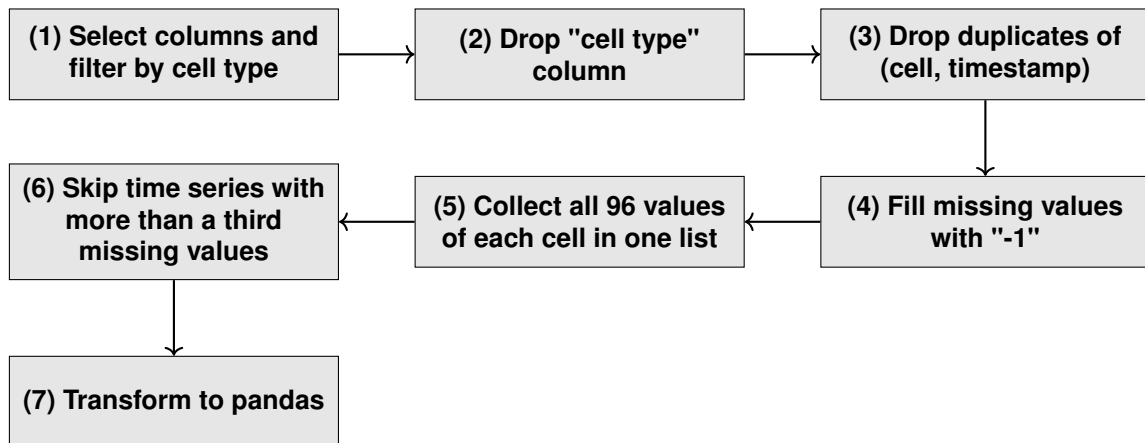 (1) Select columns and
filter by cell type
(2) Drop "cell type"
column
(3) Drop duplicates of
(cell, timestamp)
(4) Fill missing values
with "-1"
(5) Collect all 96 values
of each cell in one list
(6) Skip time series with
more than a third
missing values
(7) Transform to pandas